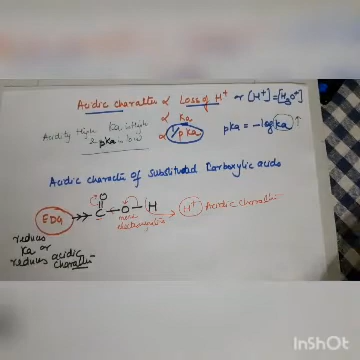 Acidic character ∝ Loss of H⁺ or [H⁺] = [H₃O⁺]
∝ Ka
Acidity High Ka high & pka - low
∝ 1/pka
pka = -log ka ↑
Acidic character of substituted Carboxylic acids
O
EDG →→ C ← O - H → H⁺ Acidic character
more electronegative
reduces
Ka or
reduces acidic
character
InShOt